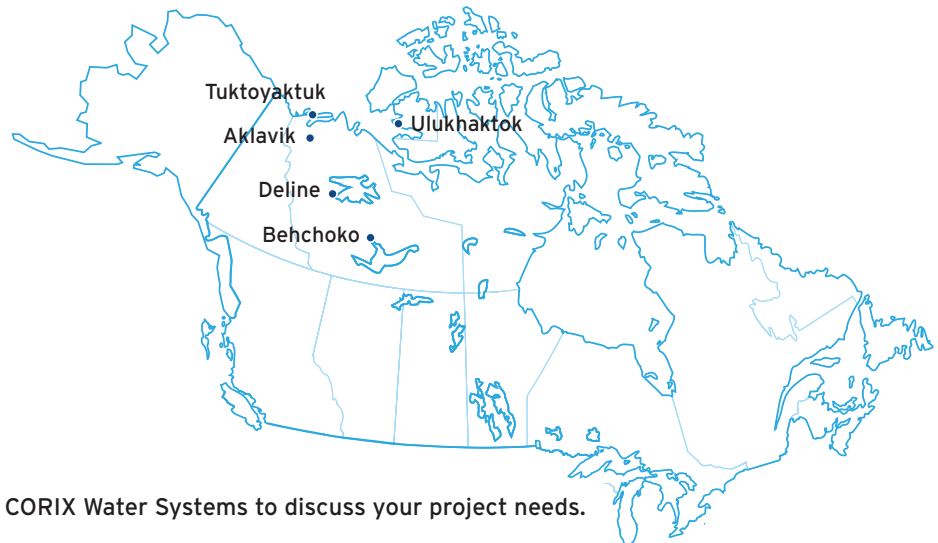 Tuktoyaktuk
Ulukhaktok
Aklavik
Deline
Behchoko
CORIX Water Systems to discuss your project needs.